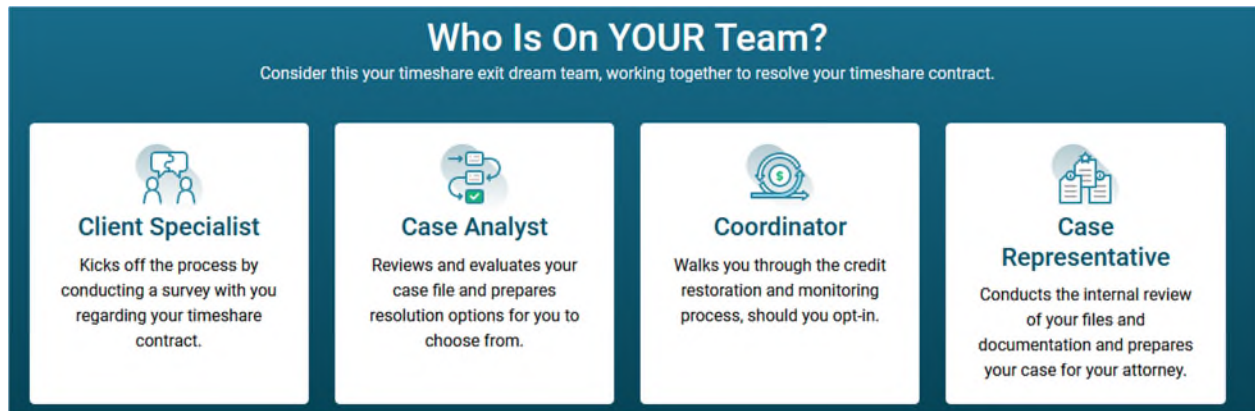 Who Is On YOUR Team?
Consider this your timeshare exit dream team, working together to resolve your timeshare contract.
Client Specialist
Kicks off the process by
conducting a survey with you
regarding your timeshare
contract.
Case Analyst
Reviews and evaluates your
case file and prepares
resolution options for you to
choose from.
$
Coordinator
Walks you through the credit
restoration and monitoring
process, should you opt-in.
Case
Representative
Conducts the internal review
of your files and
documentation and prepares
your case for your attorney.